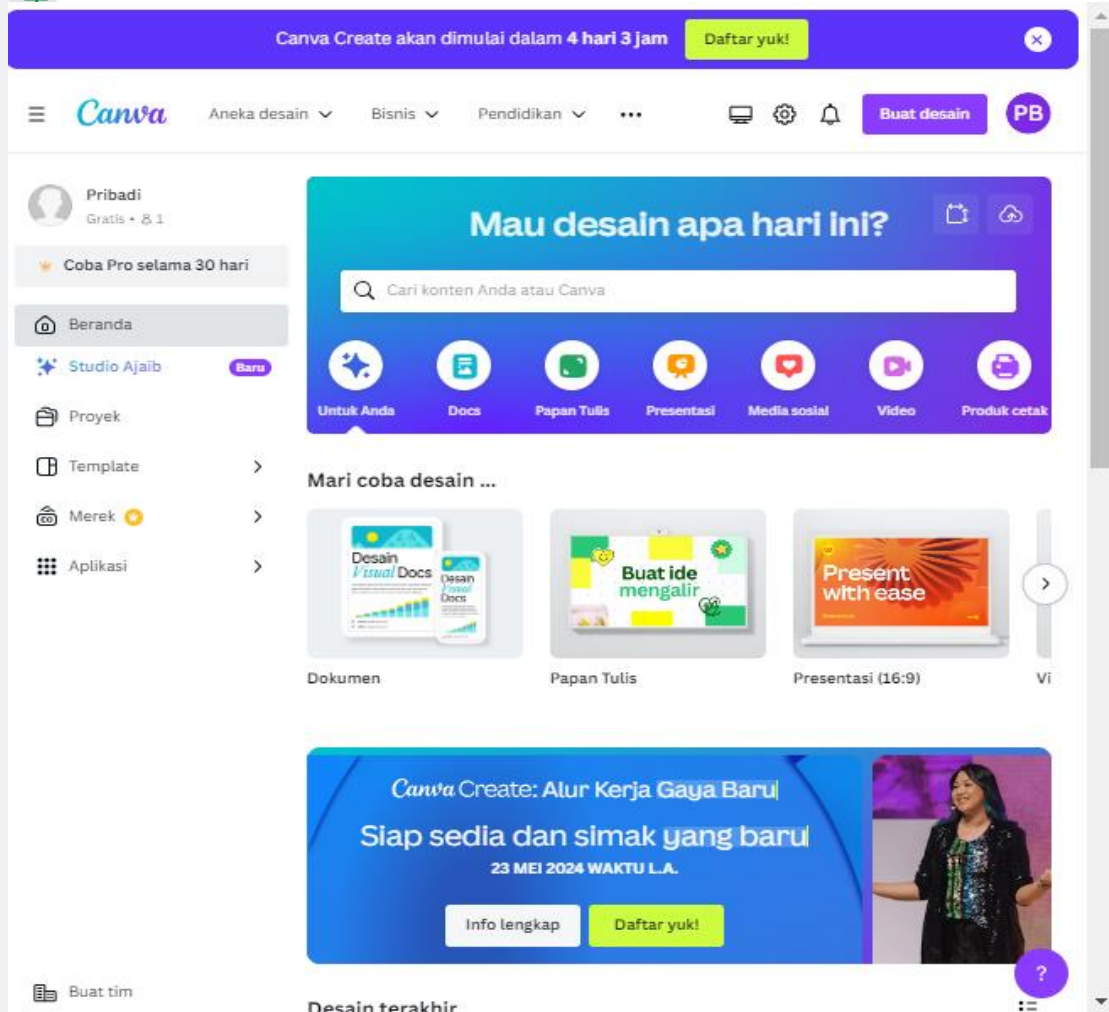 Canva Create akan dimulai dalam 4 hari 3 jam
Daftar yuk!
Canva
Aneka desain
Bisnis
Pendidikan
Buat desain
PB
Pribadi
Gratis • 1
Coba Pro selama 30 hari
Beranda
Studio Ajaib
Baru
Proyek
Template
Merek
Aplikasi
Buat tim
Mau desain apa hari ini?
Cari konten Anda atau Canva
Untuk Anda
Docs
Papan Tulis
Presentasi
Media sosial
Video
Produk cetak
Mari coba desain ...
Desain
Visual Docs
Desain
Visual
Docs
Buat ide
mengalir
Present
with ease
Dokumen
Papan Tulis
Presentasi (16:9)
Vi
Canva Create: Alur Kerja Gaya Baru
Siap sedia dan simak yang baru
23 MEI 2024 WAKTU L.A.
Info lengkap
Daftar yuk!
?
Desain terakhir